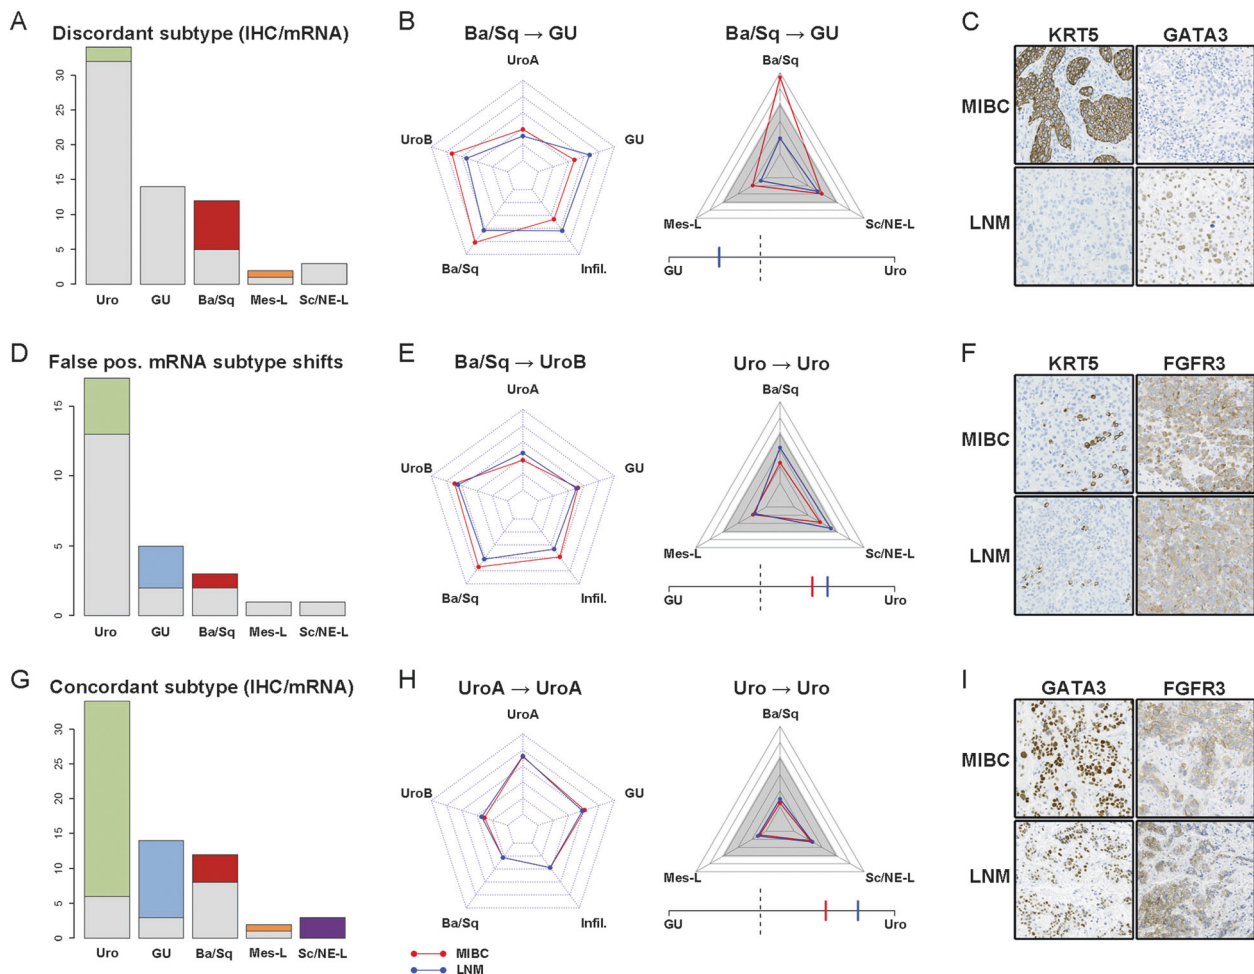 A Discordant subtype (IHC/mRNA)
30
25
20
15
10
5
0
Uro GU Ba/Sq Mes-L Sc/NE-L
B Ba/Sq → GU
UroA
UroB GU
Ba/Sq Infil.
Ba/Sq → GU
Ba/Sq
Mes-L Sc/NE-L
GU Uro
C KRT5 GATA3
MIBC
LNM
D False pos. mRNA subtype shifts
15
10
5
0
Uro GU Ba/Sq Mes-L Sc/NE-L
E Ba/Sq → UroB
UroA
UroB GU
Ba/Sq Infil.
Uro → Uro
Ba/Sq
Mes-L Sc/NE-L
GU Uro
F KRT5 FGFR3
MIBC
LNM
G Concordant subtype (IHC/mRNA)
30
25
20
15
10
5
0
Uro GU Ba/Sq Mes-L Sc/NE-L
H UroA → UroA
UroA
UroB GU
Ba/Sq Infil.
MIBC
LNM
Uro → Uro
Ba/Sq
Mes-L Sc/NE-L
GU Uro
I GATA3 FGFR3
MIBC
LNM